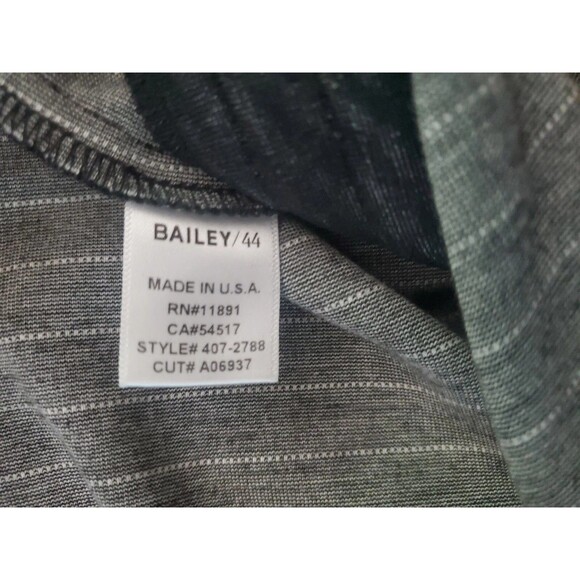 BAILEY/44
MADE IN U.S.A.
RN#11891
CA#54517
STYLE# 407-2788
CUT# A06937